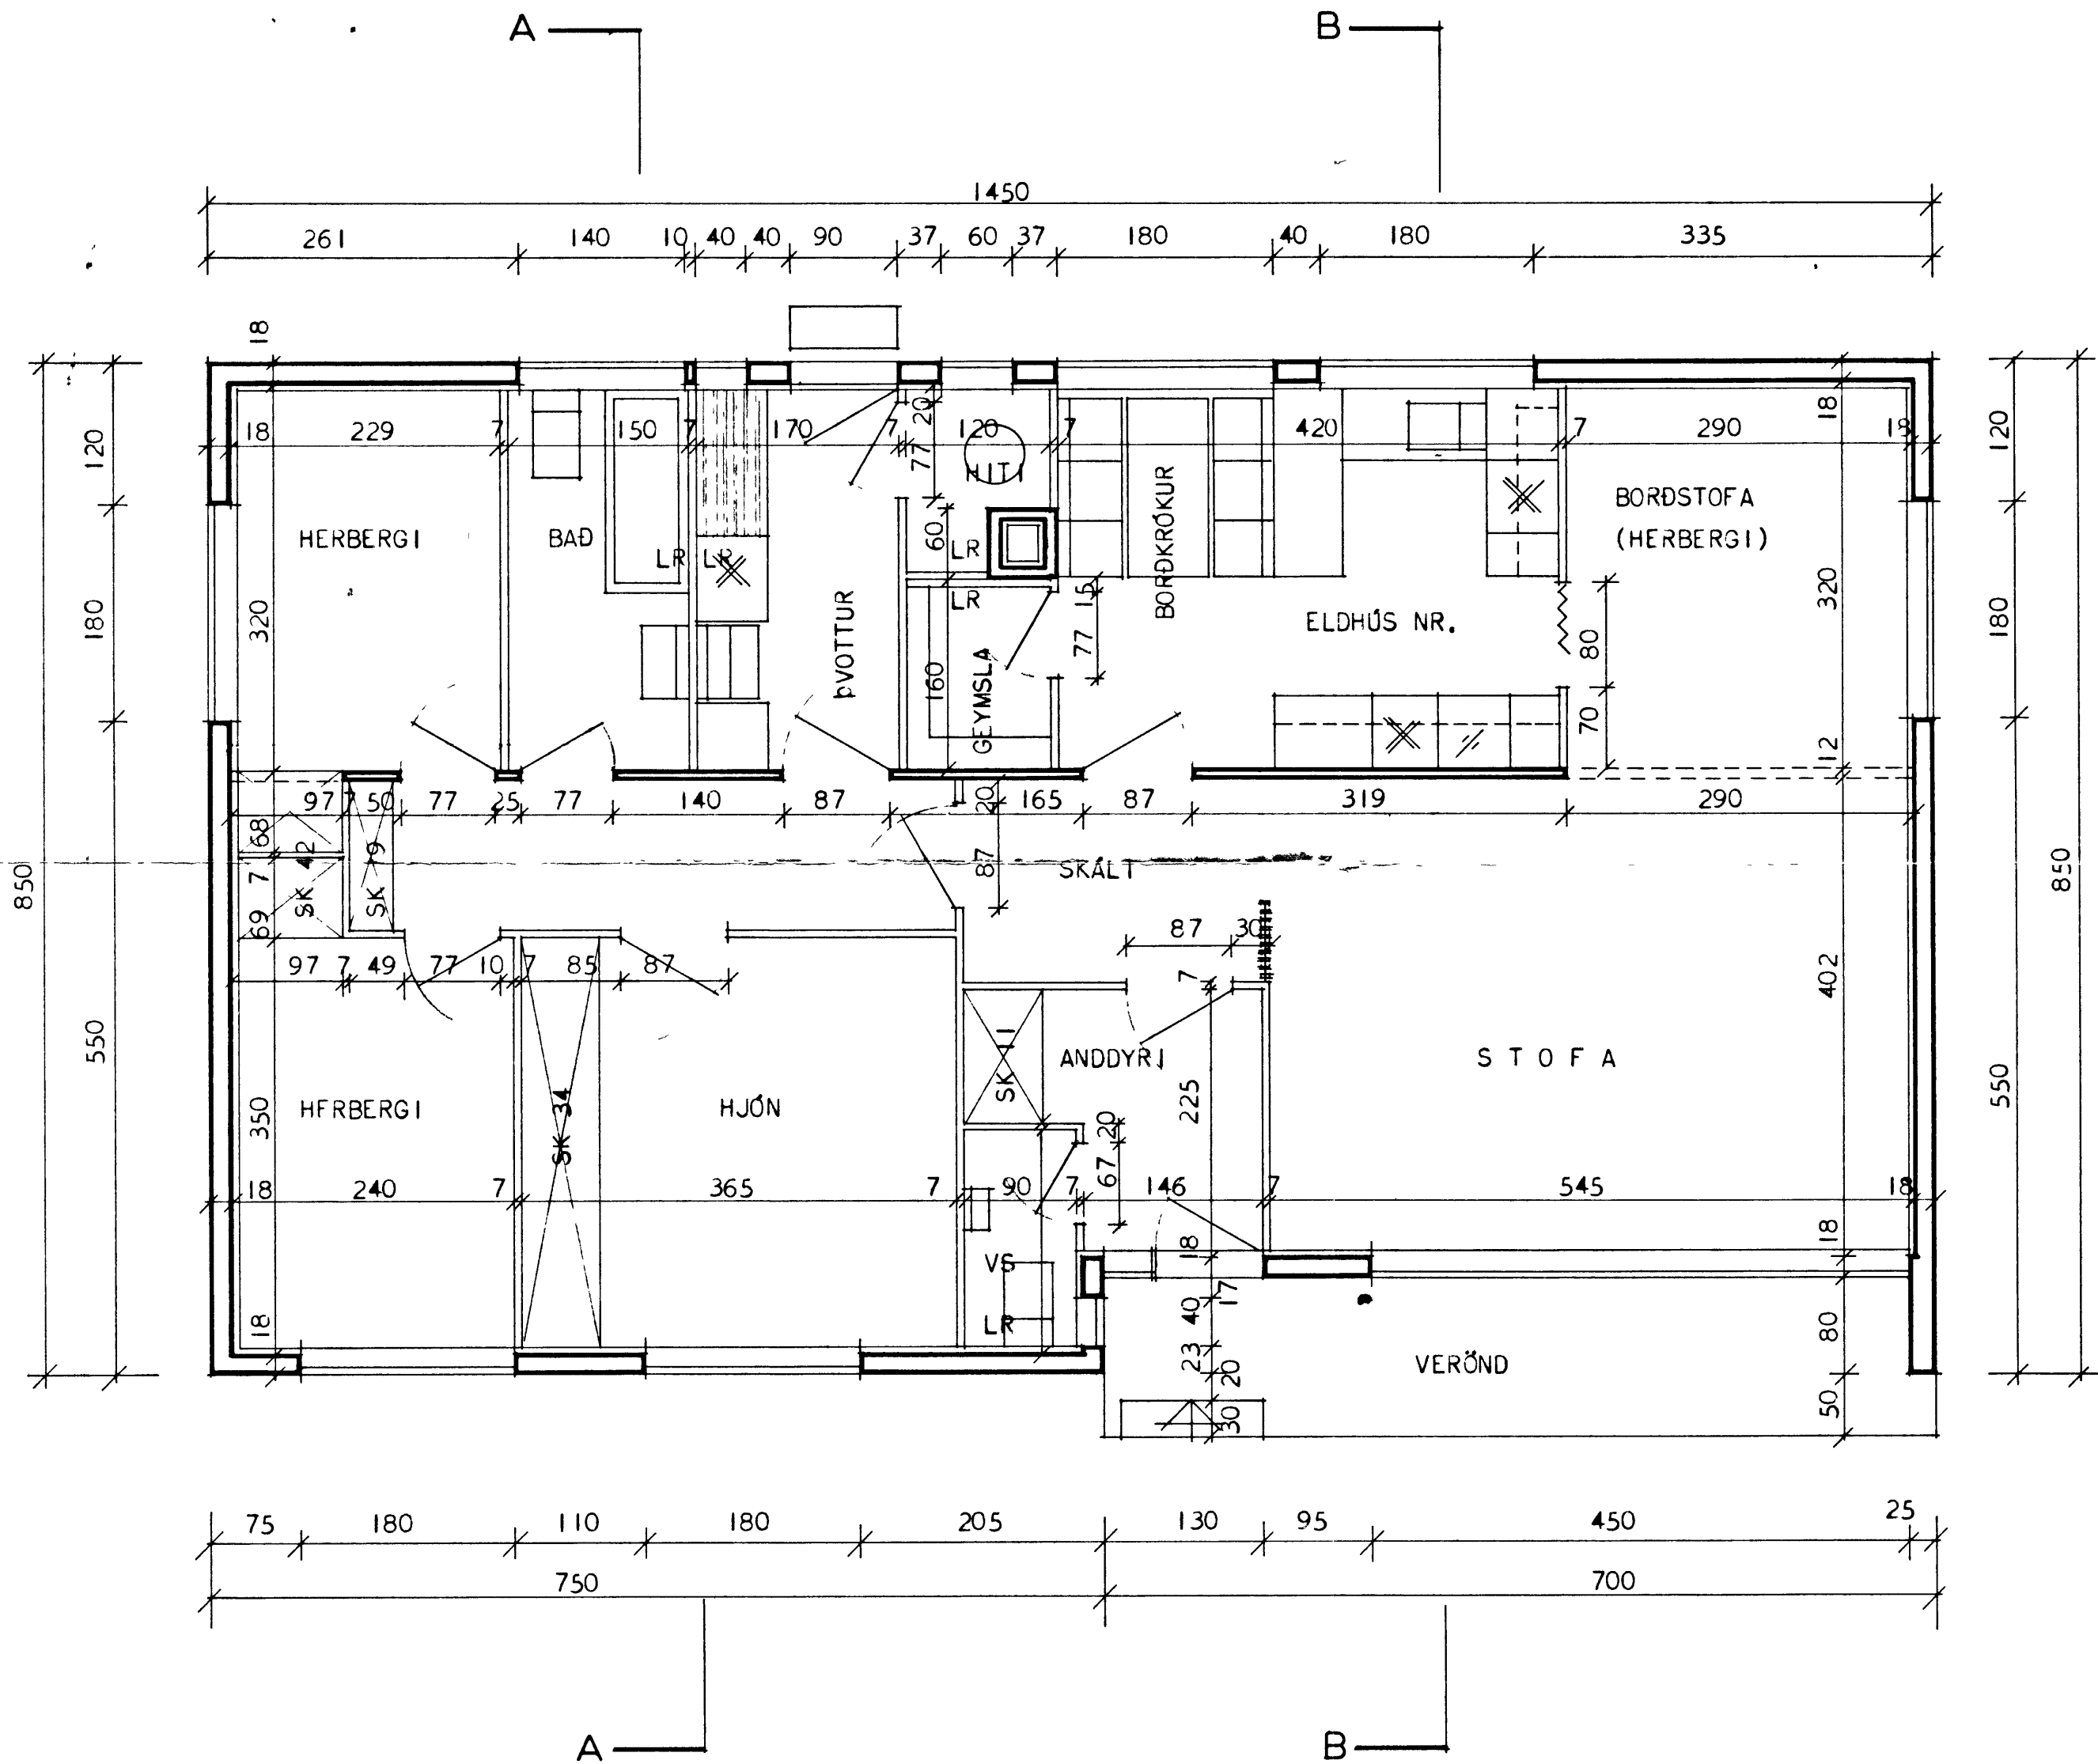 A B
1450
261 140 10 40 40 90 37 60 37 180 40 180 335
18
18 229 7 150 7 170 7 120 7 420 7 290 18
20
77
18
120
120
HITI
HERBERGI BAÐ LR LR
60
LR
BORÐKRÓKUR
BORÐSTOFA
(HERBERGI)
180
320
ÞVOTTUR
LR
15
77
ELDHÚS NR.
80
320
180
160
GEYMSLA
70
12
97 7 50 77 25 77 140 87 20 165 87 319 290
68
7
69
SK 42
SK 79
87
SKÁLI
850
850
87 30
97 7 49 77 10 7 85 87
7
402
550
550
SK 11
ANDDYRI
STOFA
HERBERGI
350
SK 34
HJÓN
225
20
67
18 240 7 365 7 90 7 146 7 545 18
VS
18
18
LR
17
40
23
20
30
18
80
50
VERÖND
75 180 110 180 205 130 95 450 25
750 700
A B